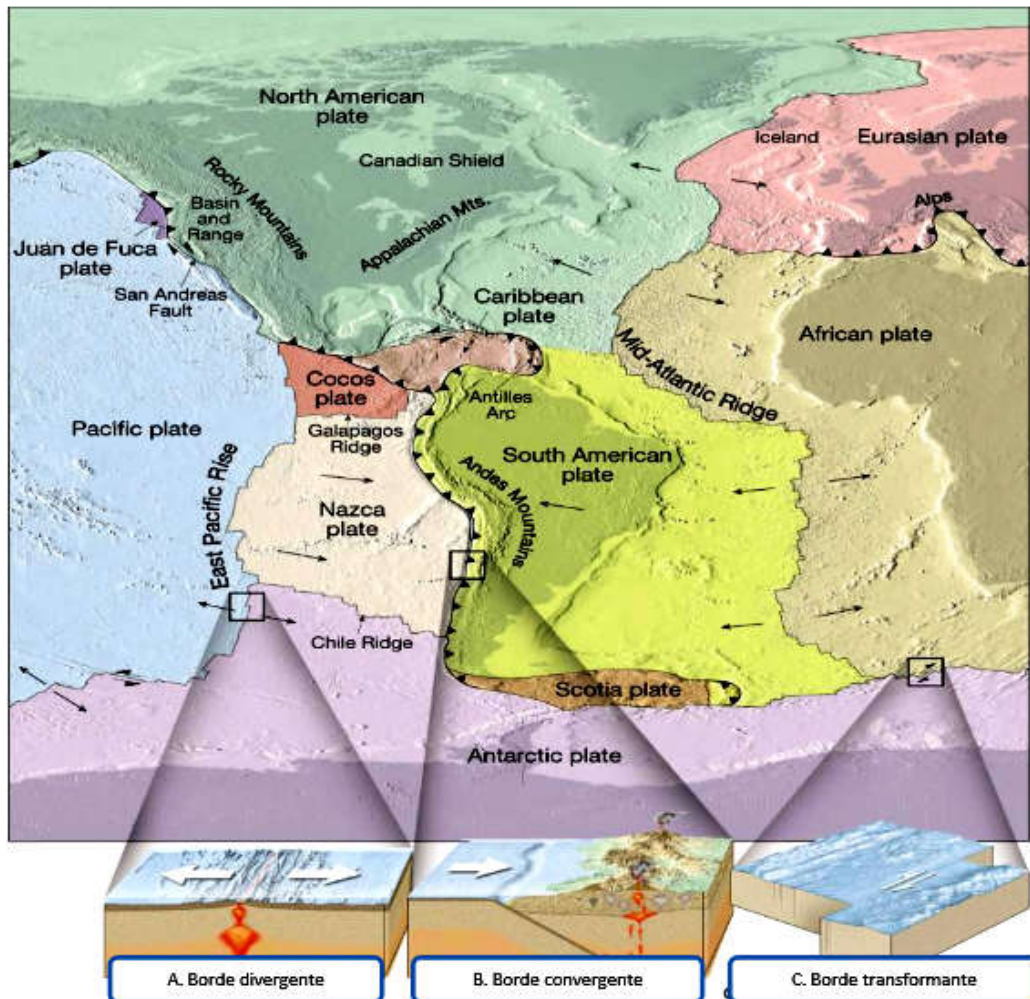 North American
plate
Canadian Shield
Iceland
Eurasian plate
Rocky Mountains
Basin
and
Range
Appalachian Mts.
Alps
Juan de Fuca
plate
San Andreas
Fault
Caribbean
plate
African plate
Mid-Atlantic Ridge
Cocos
plate
Pacific plate
Galapagos
Ridge
Antilles
Arc
South American
plate
Andes Mountains
Nazca
plate
East Pacific Rise
Chile Ridge
Scotia plate
Antarctic plate
A. Borde divergente
B. Borde convergente
C. Borde transformante